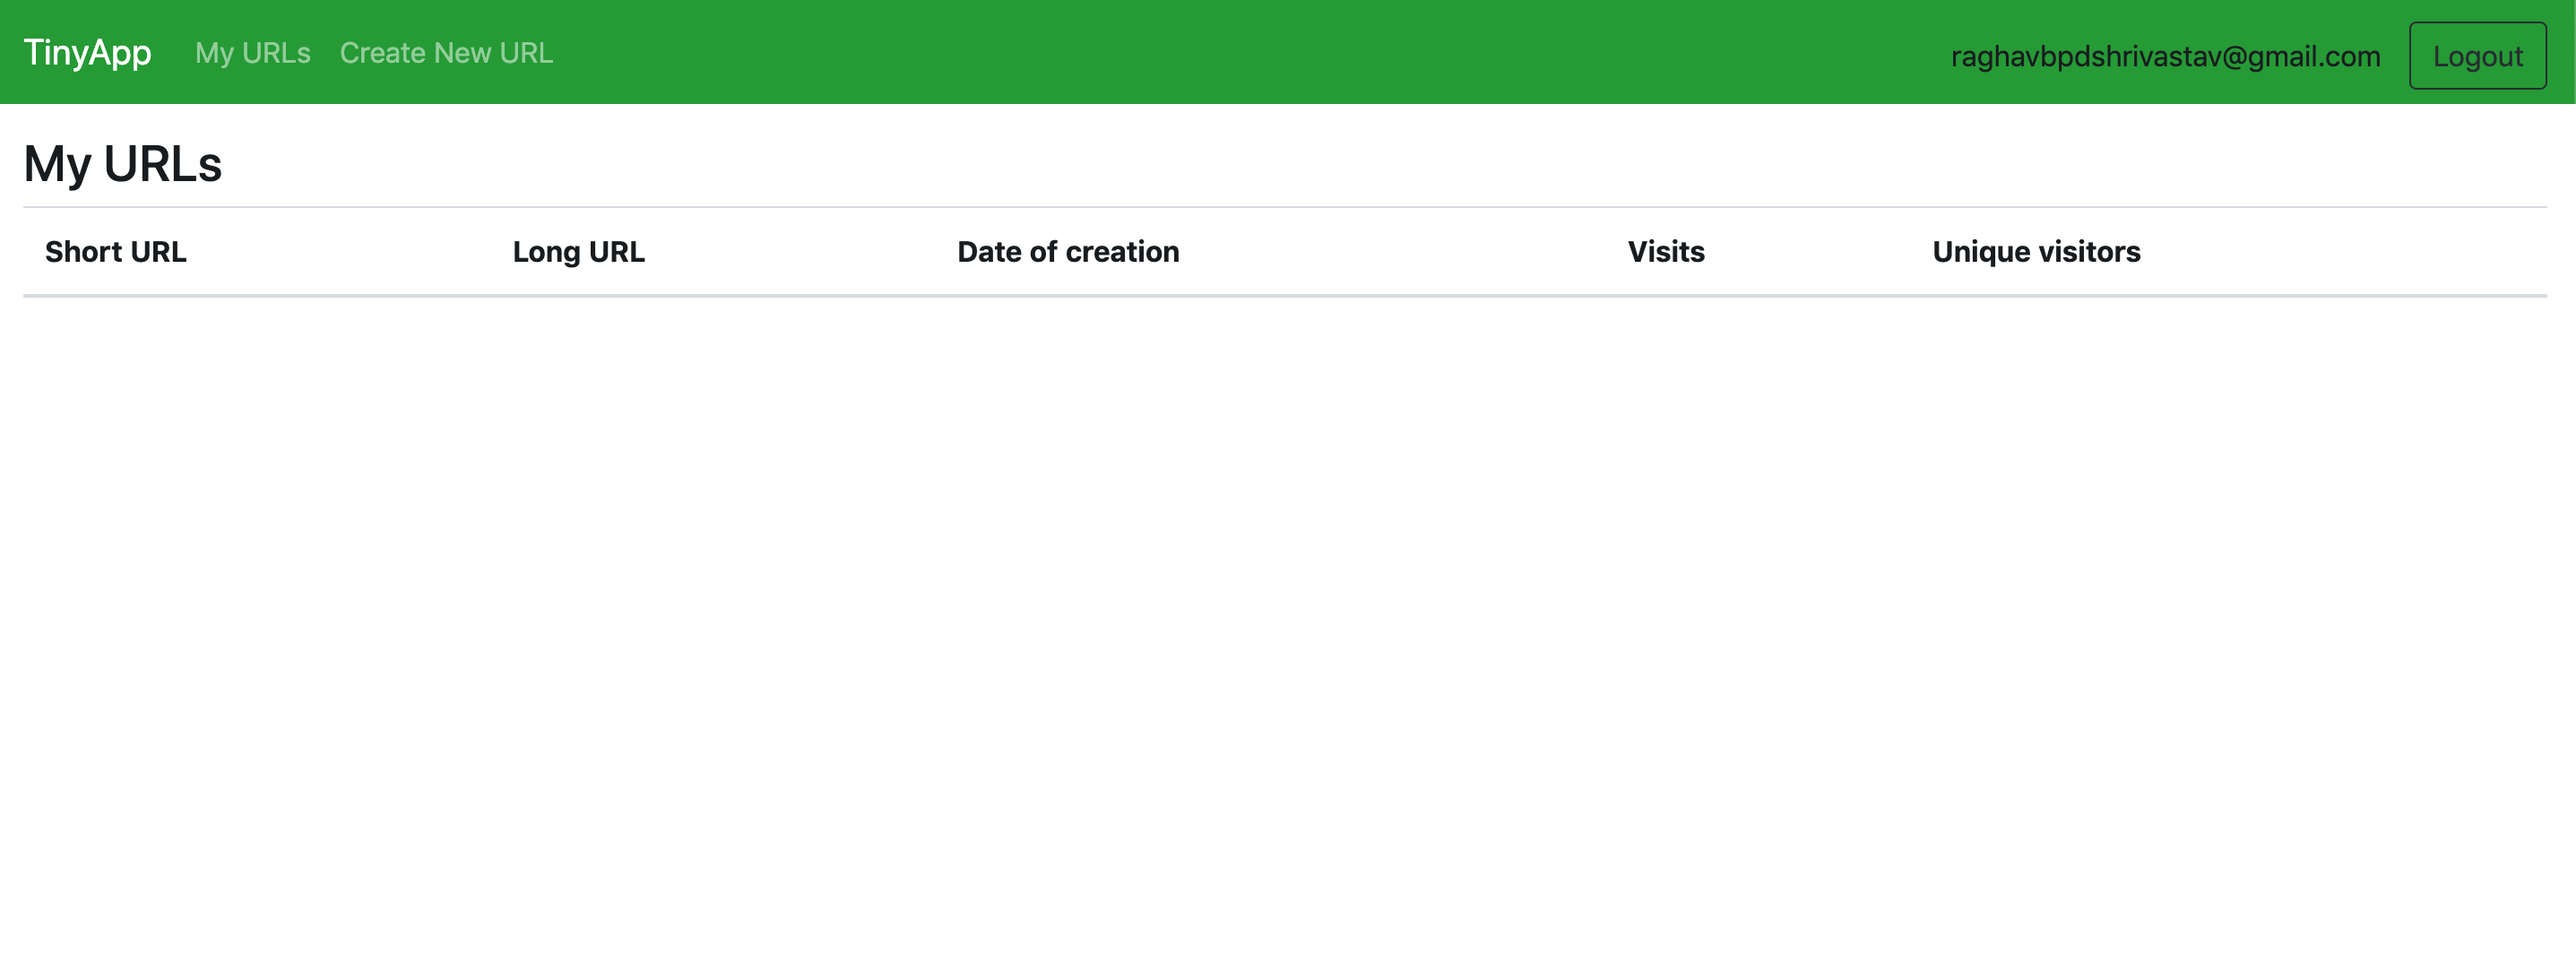 TinyApp My URLs Create New URL raghavbpdshrivastav@gmail.com Logout
My URLs
Short URL Long URL Date of creation Visits Unique visitors